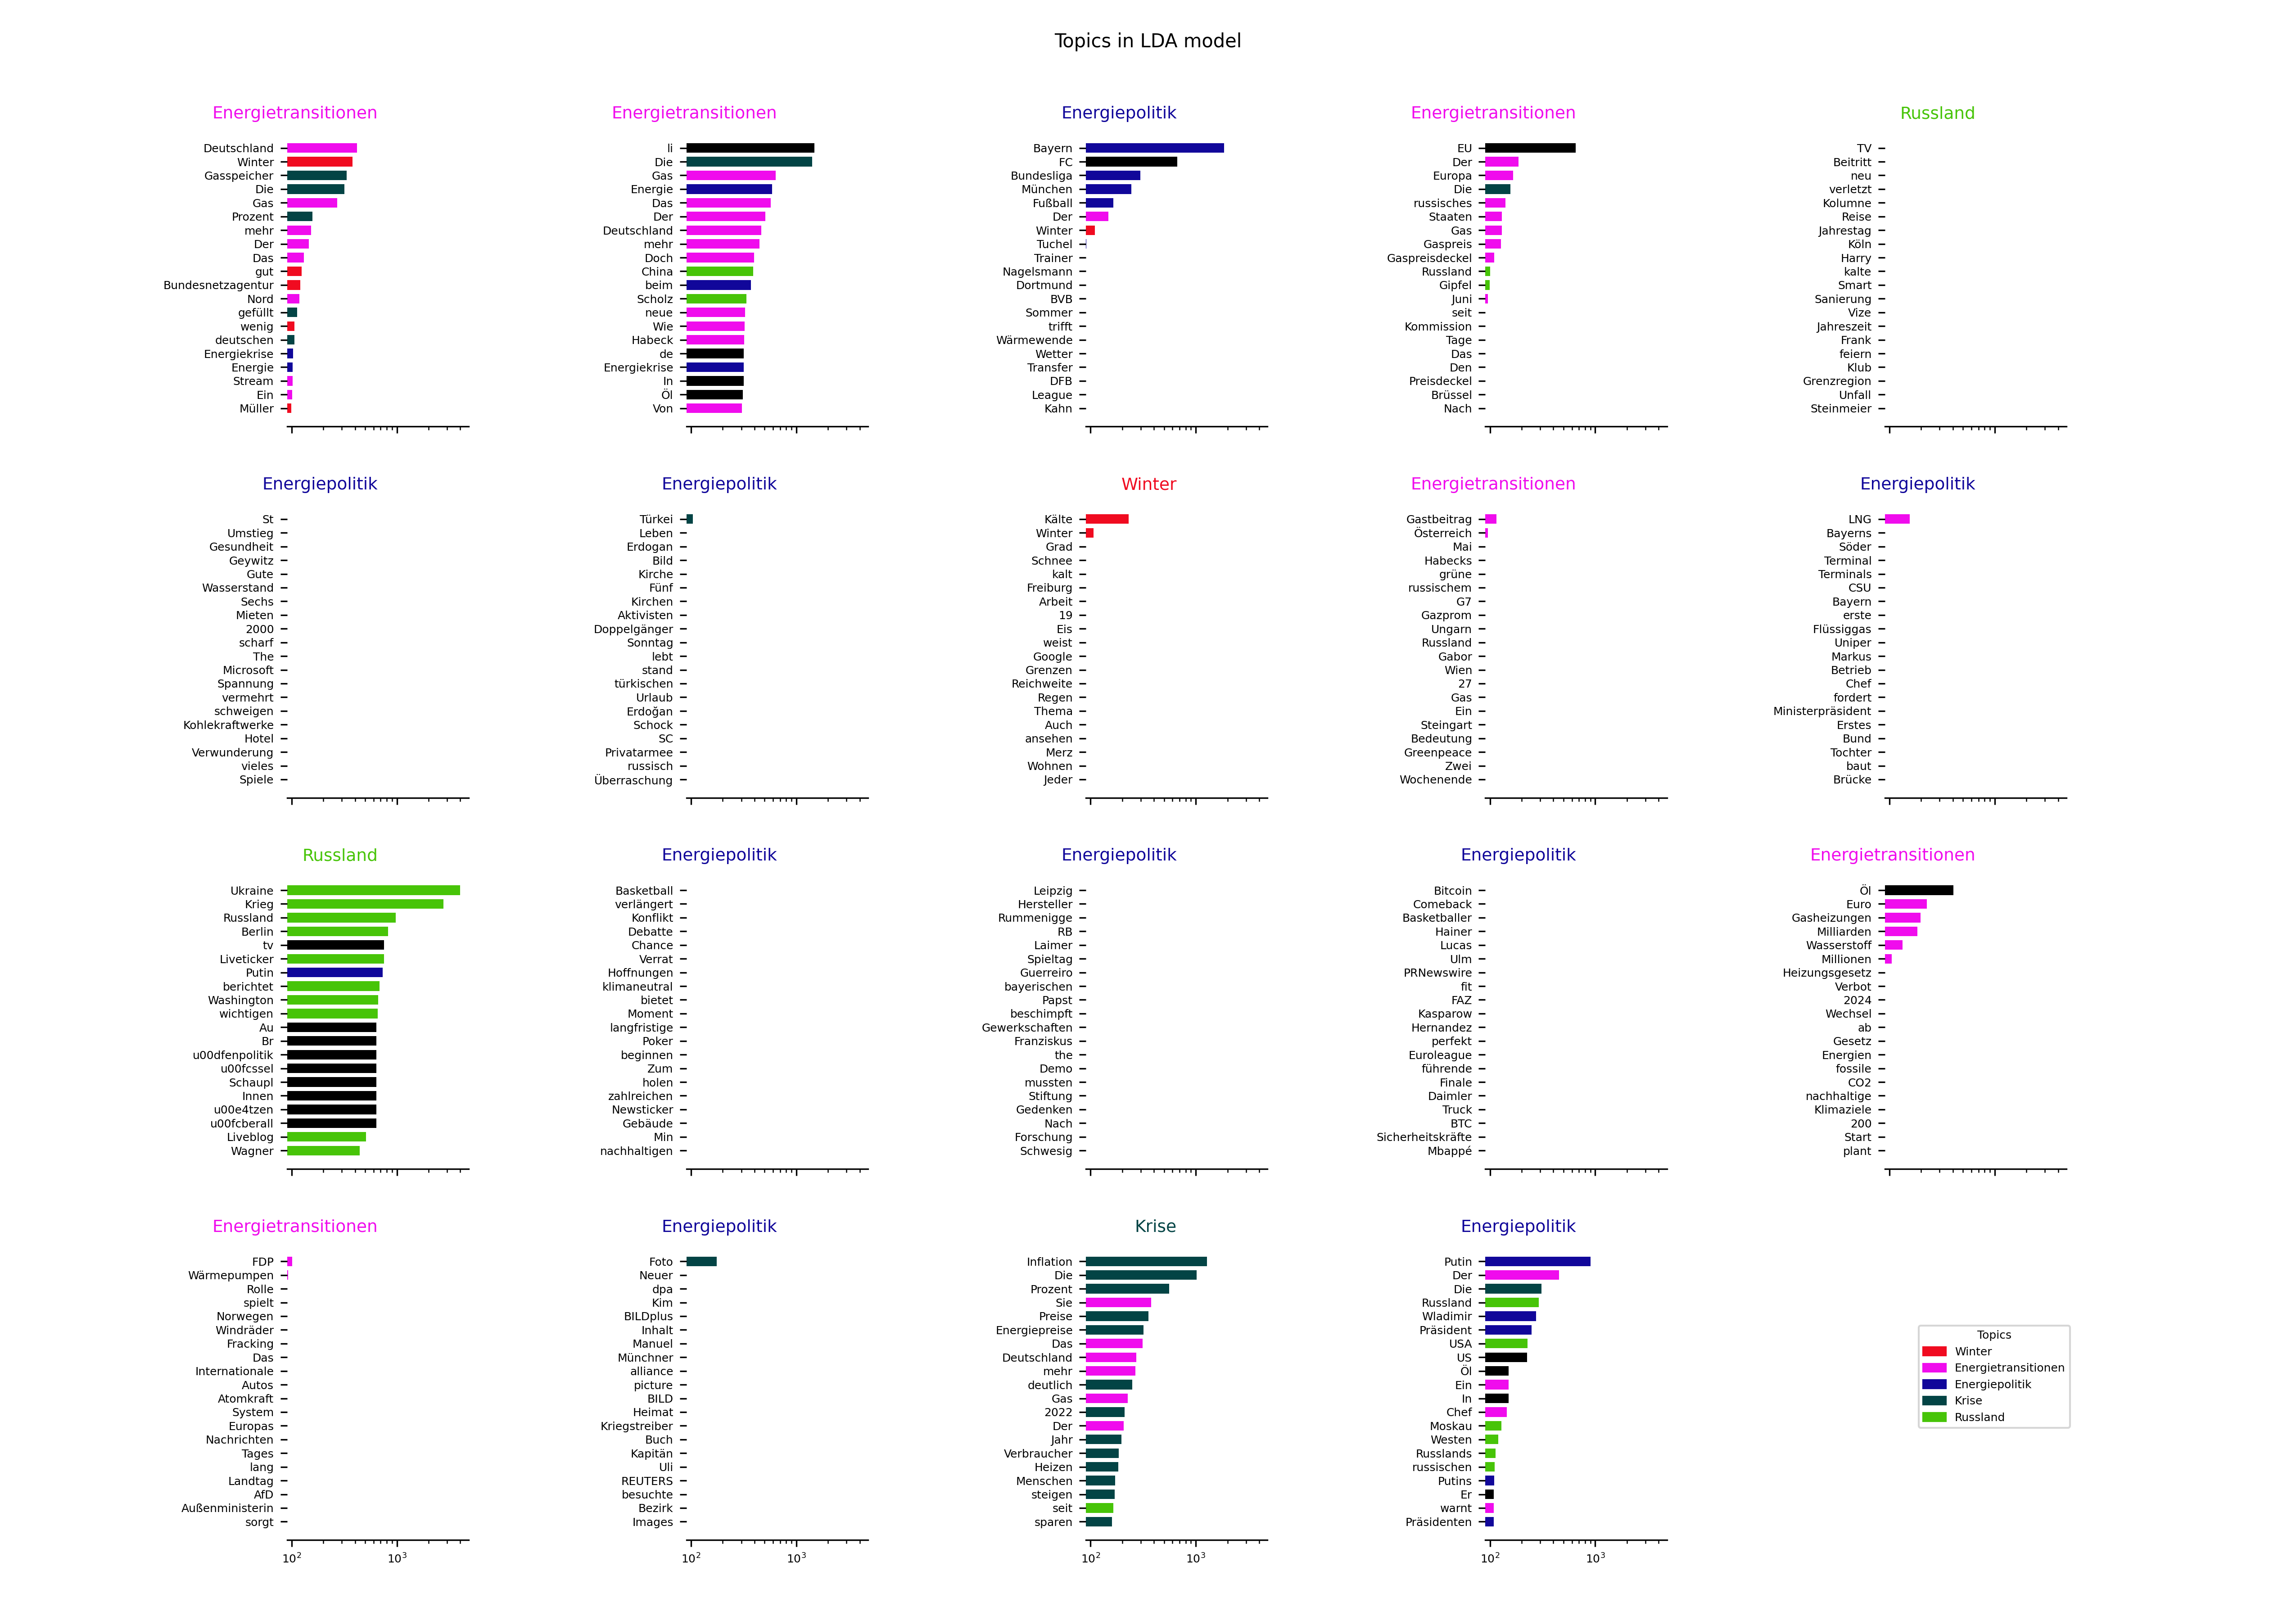 Topics in LDA model
Energietransitionen
Deutschland
Winter
Gasspeicher
Die
Gas
Prozent
mehr
Der
Das
gut
Bundesnetzagentur
Nord
gefüllt
wenig
deutschen
Energiekrise
Energie
Stream
Ein
Müller
Energietransitionen
li
Die
Gas
Energie
Das
Der
Deutschland
mehr
Doch
China
beim
Scholz
neue
Wie
Habeck
de
Energiekrise
In
Öl
Von
Energiepolitik
Bayern
FC
Bundesliga
München
Fußball
Der
Winter
Tuchel
Trainer
Nagelsmann
Dortmund
BVB
Sommer
trifft
Wärmewende
Wetter
Transfer
DFB
League
Kahn
Energietransitionen
EU
Der
Europa
Die
russisches
Staaten
Gas
Gaspreis
Gaspreisdeckel
Russland
Gipfel
Juni
seit
Kommission
Tage
Das
Den
Preisdeckel
Brüssel
Nach
Russland
TV
Beitritt
neu
verletzt
Kolumne
Reise
Jahrestag
Köln
Harry
kalte
Smart
Sanierung
Vize
Jahreszeit
Frank
feiern
Klub
Grenzregion
Unfall
Steinmeier
Energiepolitik
St
Umstieg
Gesundheit
Geywitz
Gute
Wasserstand
Sechs
Mieten
2000
scharf
The
Microsoft
Spannung
vermehrt
schweigen
Kohlekraftwerke
Hotel
Verwunderung
vieles
Spiele
Energiepolitik
Türkei
Leben
Erdogan
Bild
Kirche
Fünf
Kirchen
Aktivisten
Doppelgänger
Sonntag
lebt
stand
türkischen
Urlaub
Erdoğan
Schock
SC
Privatarmee
russisch
Überraschung
Winter
Kälte
Winter
Grad
Schnee
kalt
Freiburg
Arbeit
19
Eis
weist
Google
Grenzen
Reichweite
Regen
Thema
Auch
ansehen
Merz
Wohnen
Jeder
Energietransitionen
Gastbeitrag
Österreich
Mai
Habecks
grüne
russischem
G7
Gazprom
Ungarn
Russland
Gabor
Wien
27
Gas
Ein
Steingart
Bedeutung
Greenpeace
Zwei
Wochenende
Energiepolitik
LNG
Bayerns
Söder
Terminal
Terminals
CSU
Bayern
erste
Flüssiggas
Uniper
Markus
Betrieb
Chef
fordert
Ministerpräsident
Erstes
Bund
Tochter
baut
Brücke
Russland
Ukraine
Krieg
Russland
Berlin
tv
Liveticker
Putin
berichtet
Washington
wichtigen
Au
Br
u00dfenpolitik
u00fcssel
Schaupl
Innen
u00e4tzen
u00fcberall
Liveblog
Wagner
Energiepolitik
Basketball
verlängert
Konflikt
Debatte
Chance
Verrat
Hoffnungen
klimaneutral
bietet
Moment
langfristige
Poker
beginnen
Zum
holen
zahlreichen
Newsticker
Gebäude
Min
nachhaltigen
Energiepolitik
Leipzig
Hersteller
Rummenigge
RB
Laimer
Spieltag
Guerreiro
bayerischen
Papst
beschimpft
Gewerkschaften
Franziskus
the
Demo
mussten
Stiftung
Gedenken
Nach
Forschung
Schwesig
Energiepolitik
Bitcoin
Comeback
Basketballer
Hainer
Lucas
Ulm
PRNewswire
fit
FAZ
Kasparow
Hernandez
perfekt
Euroleague
führende
Finale
Daimler
Truck
BTC
Sicherheitskräfte
Mbappé
Energietransitionen
Öl
Euro
Gasheizungen
Milliarden
Wasserstoff
Millionen
Heizungsgesetz
Verbot
2024
Wechsel
ab
Gesetz
Energien
fossile
CO2
nachhaltige
Klimaziele
200
Start
plant
Energietransitionen
FDP
Wärmepumpen
Rolle
spielt
Norwegen
Windräder
Fracking
Das
Internationale
Autos
Atomkraft
System
Europas
Nachrichten
Tages
lang
Landtag
AfD
Außenministerin
sorgt
10² 10³
Energiepolitik
Foto
Neuer
dpa
Kim
BILDplus
Inhalt
Manuel
Münchner
alliance
picture
BILD
Heimat
Kriegstreiber
Buch
Kapitän
Uli
REUTERS
besuchte
Bezirk
Images
10² 10³
Krise
Inflation
Die
Prozent
Sie
Preise
Energiepreise
Das
Deutschland
mehr
deutlich
Gas
2022
Der
Jahr
Verbraucher
Heizen
Menschen
steigen
seit
sparen
10² 10³
Energiepolitik
Putin
Der
Die
Russland
Wladimir
Präsident
USA
US
Öl
Ein
In
Chef
Moskau
Westen
Russlands
russischen
Putins
Er
warnt
Präsidenten
10² 10³
Topics
Winter
Energietransitionen
Energiepolitik
Krise
Russland